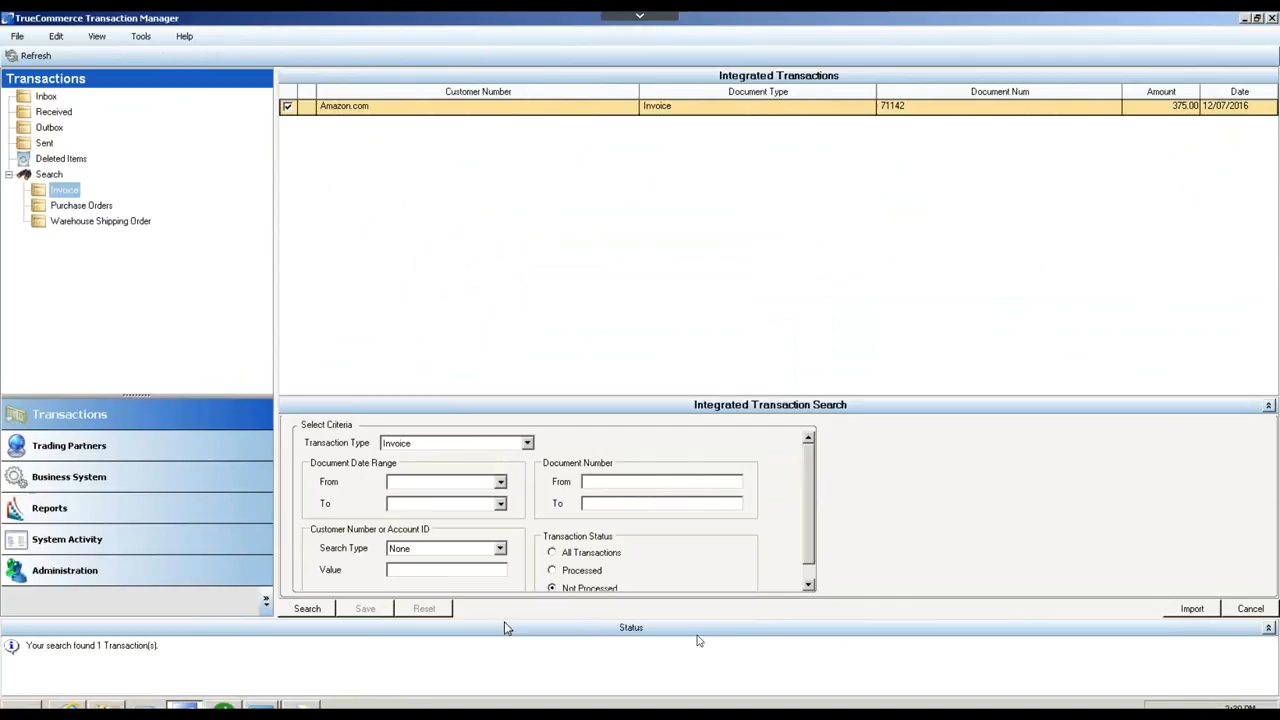 TrueCommerce Transaction Manager
File Edit View Tools Help
Refresh
Transactions
Inbox
Received
Outbox
Sent
Deleted Items
Search
Invoice
Purchase Orders
Warehouse Shipping Order
Transactions
Trading Partners
Business System
Reports
System Activity
Administration
Integrated Transactions
Customer Number Document Type Document Num Amount Date
Amazon.com Invoice 71142 375.00 12/07/2016
Integrated Transaction Search
Select Criteria
Transaction Type Invoice
Document Date Range
From
To
Document Number
From
To
Customer Number or Account ID
Search Type None
Value
Transaction Status
All Transactions
Processed
Not Processed
Search Save Reset Import Cancel
Status
Your search found 1 Transaction(s).